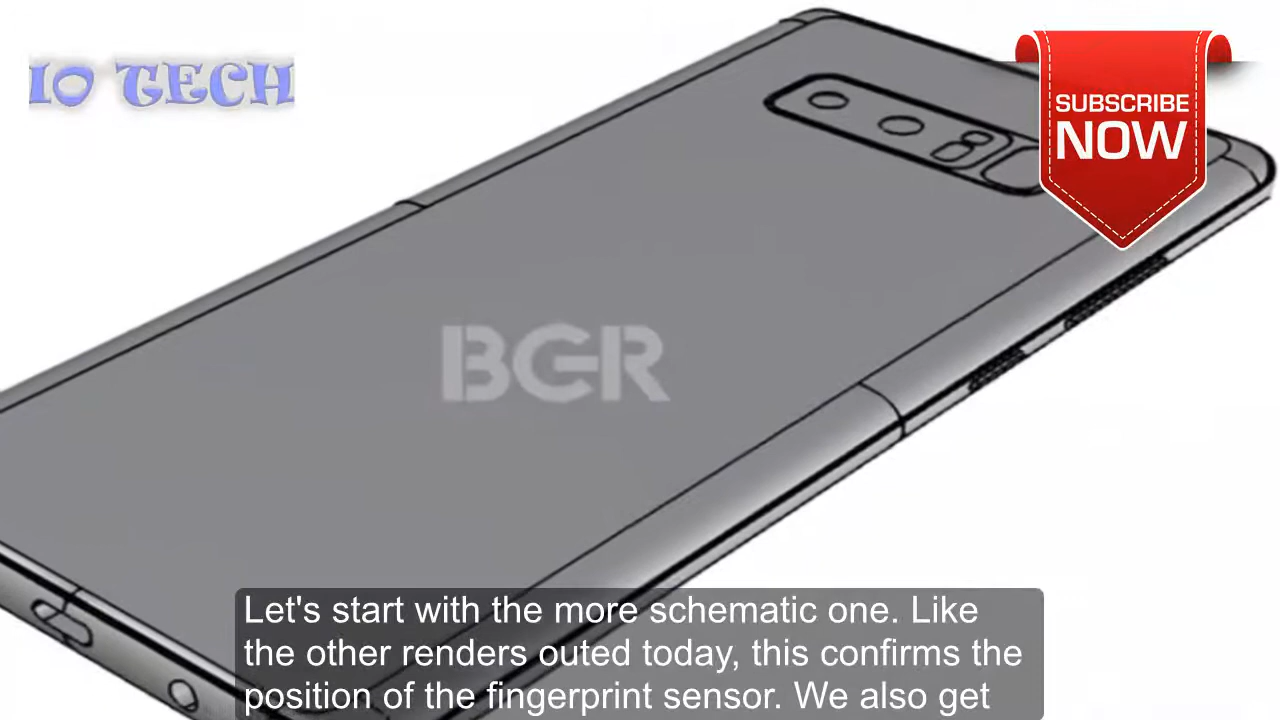 IO TECH
SUBSCRIBE
NOW
BGR
Let's start with the more schematic one. Like
the other renders outed today, this confirms the
position of the fingerprint sensor. We also get